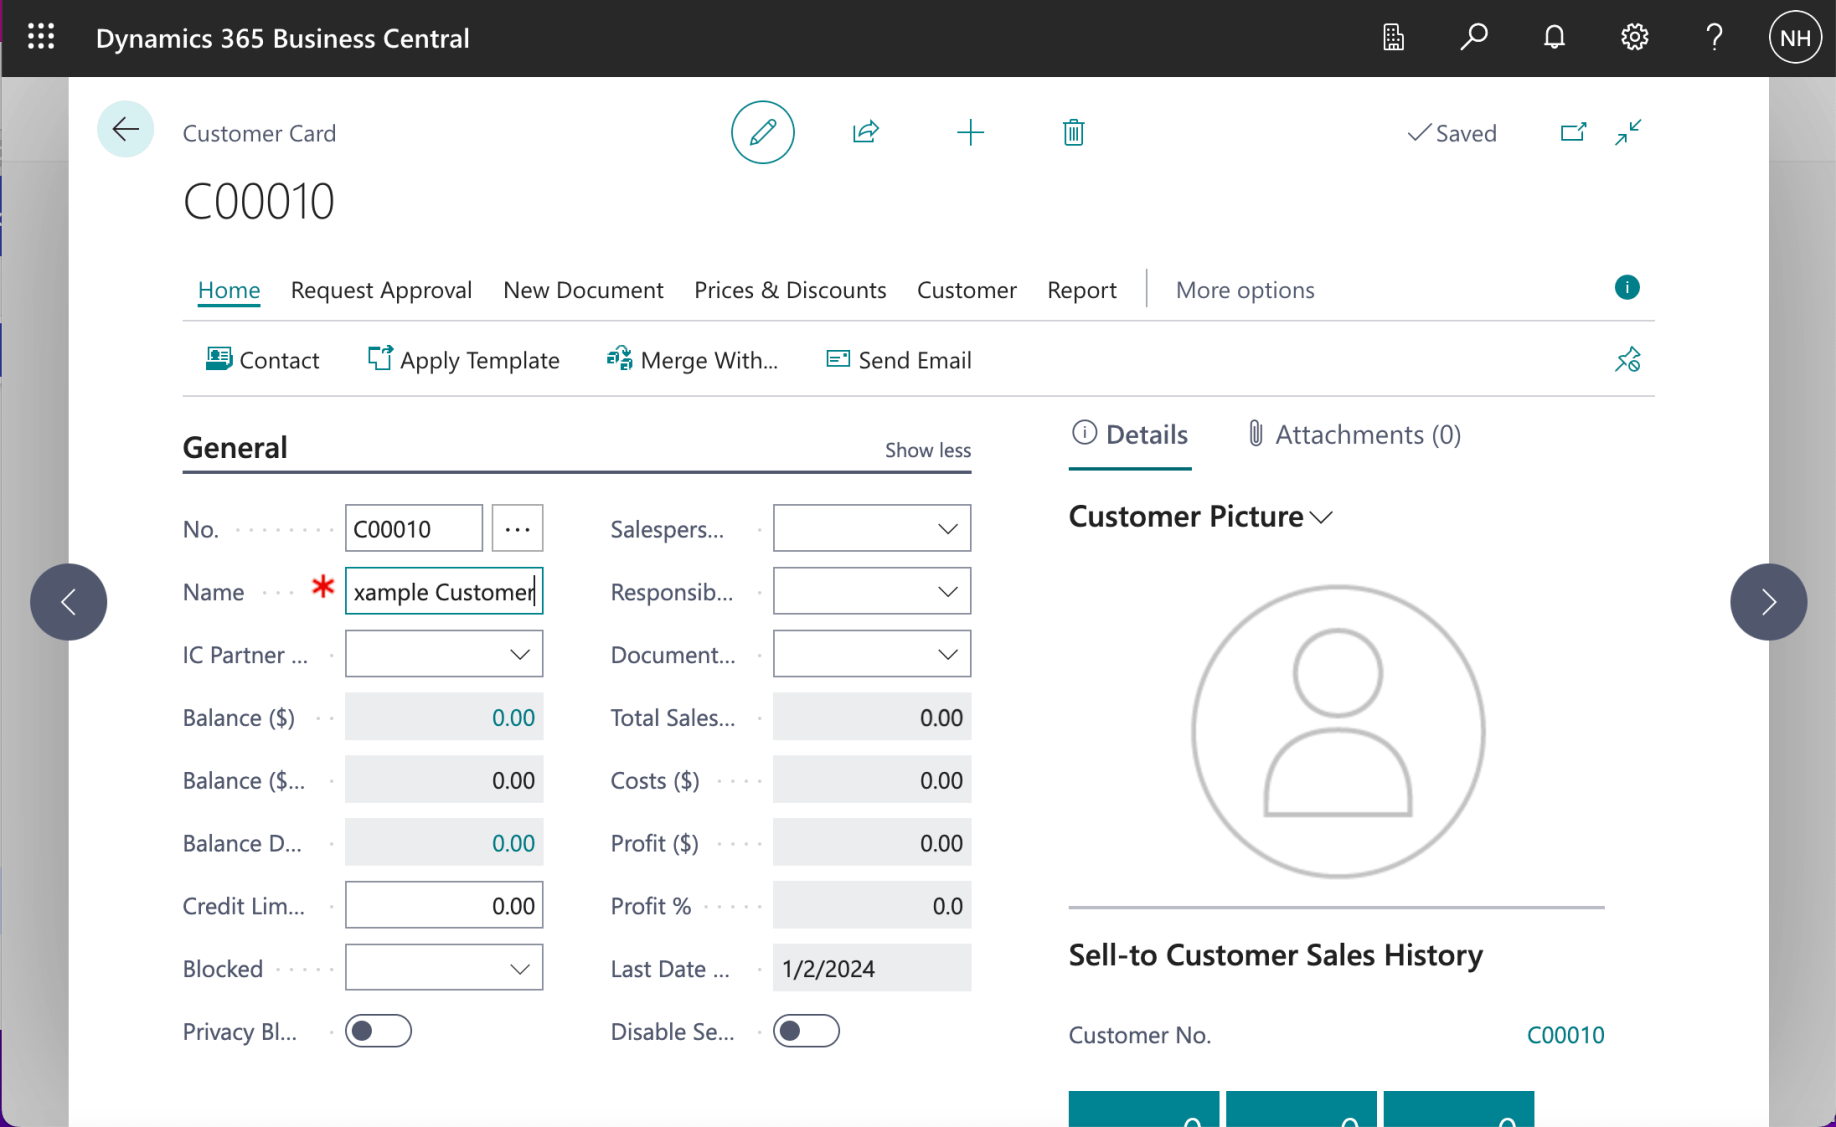 Dynamics 365 Business Central
NH
Customer Card
Saved
C00010
Home Request Approval New Document Prices & Discounts Customer Report More options
Contact Apply Template Merge With... Send Email
General
Show less
No.
C00010
Name
xample Customer
IC Partner ...
Balance ($)
0.00
Balance ($...
0.00
Balance D...
0.00
Credit Lim...
0.00
Blocked
Privacy Bl...
Salespers...
Responsib...
Document...
Total Sales...
0.00
Costs ($)
0.00
Profit ($)
0.00
Profit %
0.0
Last Date ...
1/2/2024
Disable Se...
Details
Attachments (0)
Customer Picture
Sell-to Customer Sales History
Customer No.
C00010